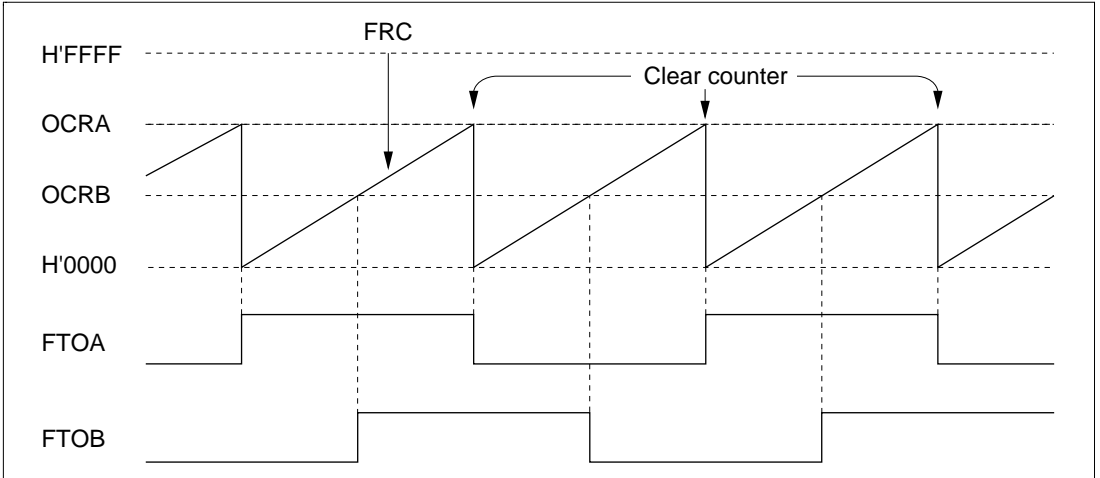 FRC
H'FFFF
Clear counter
OCRA
OCRB
H'0000
FTOA
FTOB